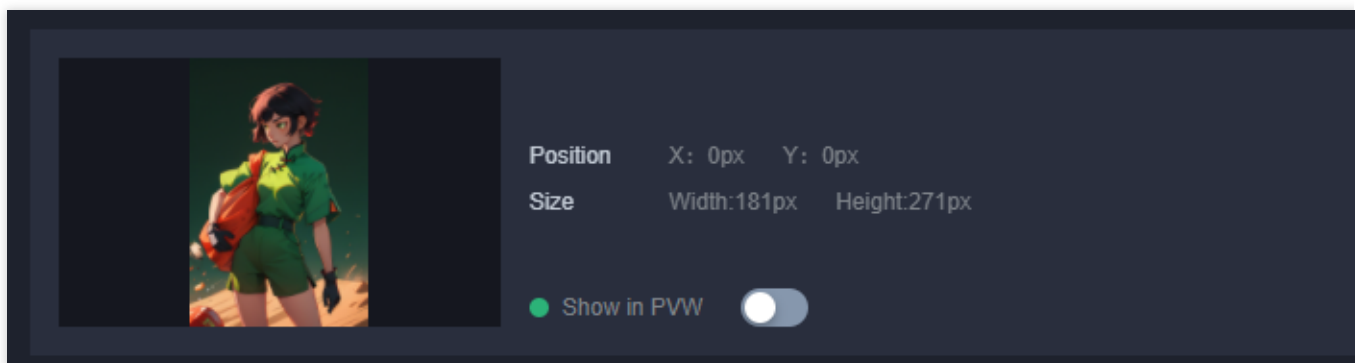 Position X: 0px Y: 0px
Size Width:181px Height:271px
Show in PVW